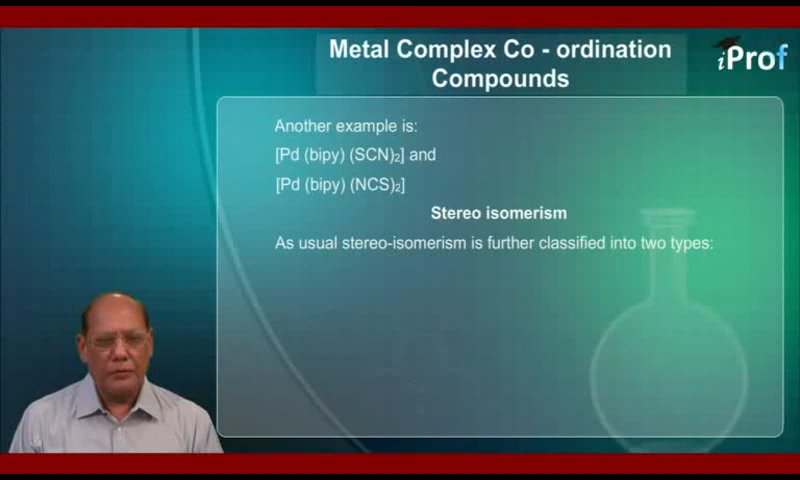 Metal Complex Co - ordination
Compounds
iProf
Another example is:
[Pd (bipy) (SCN)₂] and
[Pd (bipy) (NCS)₂]
Stereo isomerism
As usual stereo-isomerism is further classified into two types: